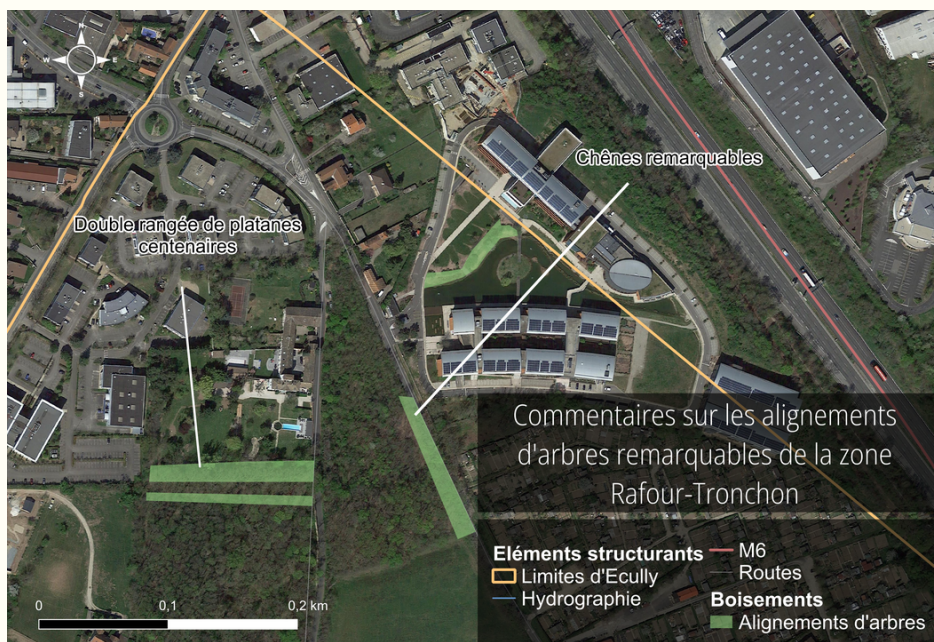 N
W E
S
Chênes remarquables
Double rangée de platanes
centenaires
Commentaires sur les alignements
d'arbres remarquables de la zone
Rafour-Tronchon
Eléments structurants
Limites d'Ecully
Hydrographie
M6
Routes
Boisements
Alignements d'arbres
0 0,1 0,2 km